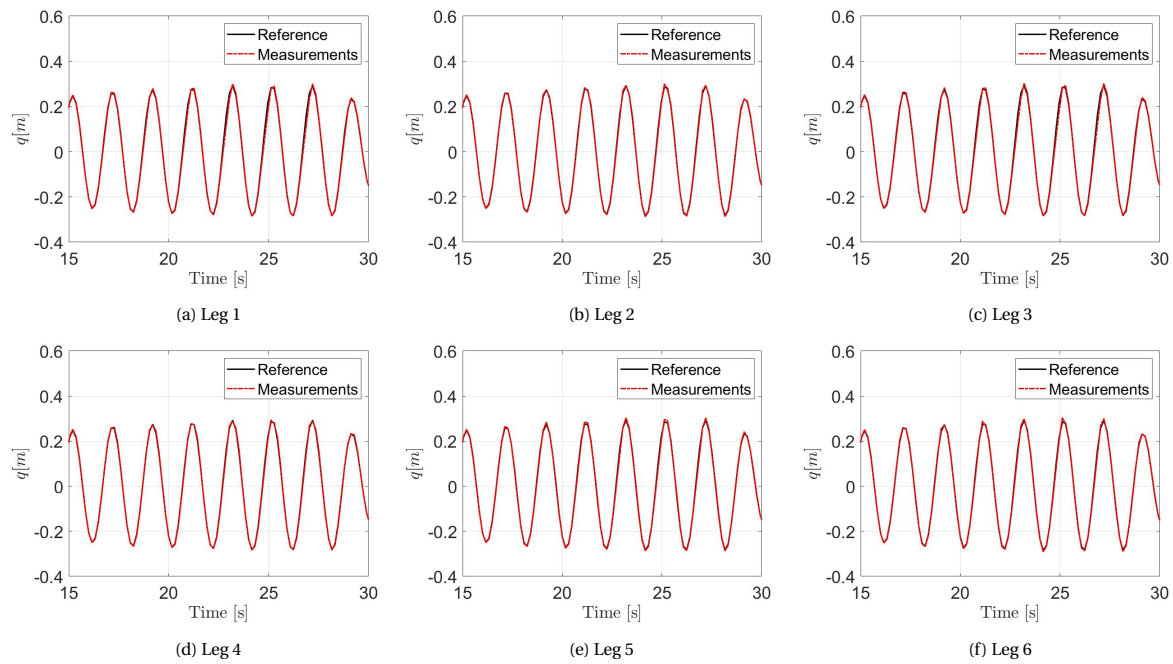 0.6
0.4
0.2
0
-0.2
-0.4
q[m]
Reference
Measurements
15 20 25 30
Time [s]
(a) Leg 1
0.6
0.4
0.2
0
-0.2
-0.4
q[m]
Reference
Measurements
15 20 25 30
Time [s]
(b) Leg 2
0.6
0.4
0.2
0
-0.2
-0.4
q[m]
Reference
Measurements
15 20 25 30
Time [s]
(c) Leg 3
0.6
0.4
0.2
0
-0.2
-0.4
q[m]
Reference
Measurements
15 20 25 30
Time [s]
(d) Leg 4
0.6
0.4
0.2
0
-0.2
-0.4
q[m]
Reference
Measurements
15 20 25 30
Time [s]
(e) Leg 5
0.6
0.4
0.2
0
-0.2
-0.4
q[m]
Reference
Measurements
15 20 25 30
Time [s]
(f) Leg 6